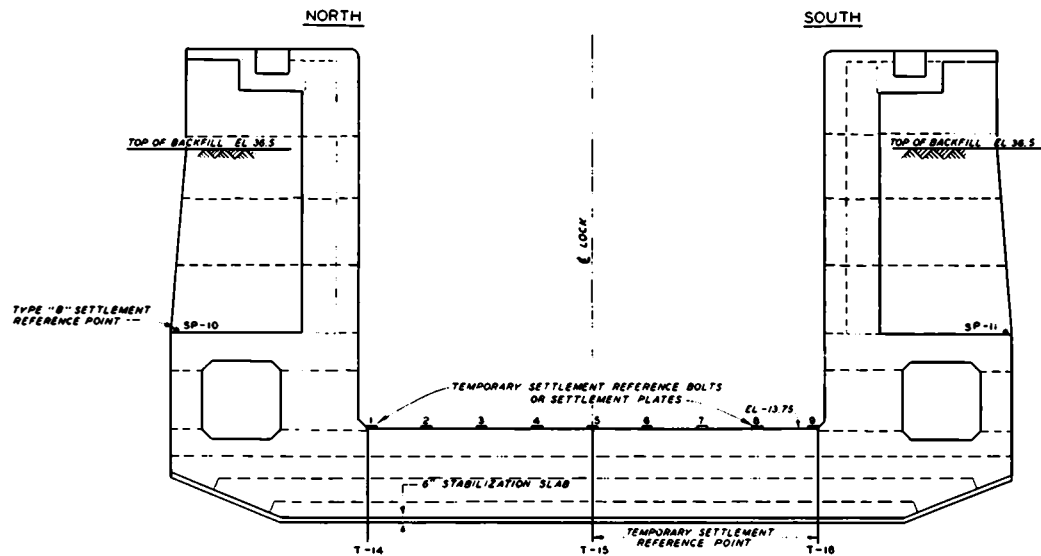 NORTH
SOUTH
TOP OF BACKFILL EL 36.5
TOP OF BACKFILL EL 36.5
℄ LOCK
TYPE "B" SETTLEMENT
REFERENCE POINT
SP-10
SP-11
TEMPORARY SETTLEMENT REFERENCE BOLTS
OR SETTLEMENT PLATES
EL -13.75
1 2 3 4 5 6 7 8 9
6" STABILIZATION SLAB
TEMPORARY SETTLEMENT
REFERENCE POINT
T-14 T-15 T-16